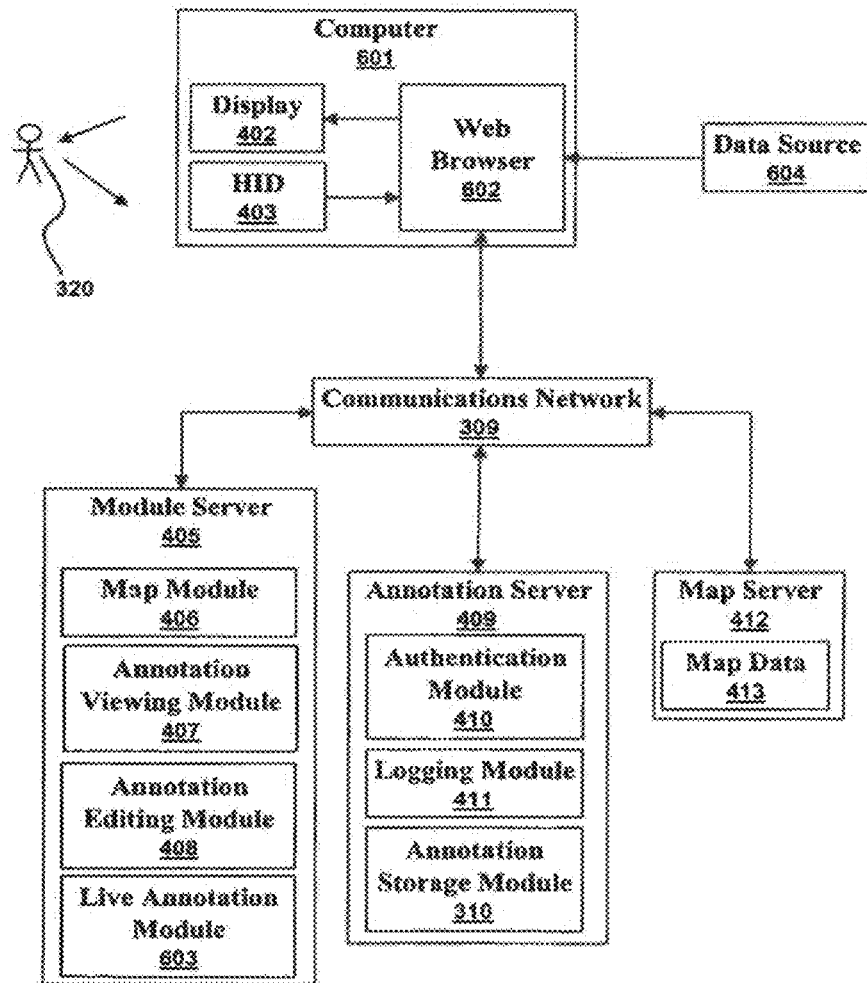 Computer
601
Display
402
HID
403
Web
Browser
602
Data Source
604
320
Communications Network
309
Module Server
405
Map Module
406
Annotation
Viewing Module
407
Annotation
Editing Module
408
Live Annotation
Module
603
Annotation Server
409
Authentication
Module
410
Logging Module
411
Annotation
Storage Module
310
Map Server
412
Map Data
413